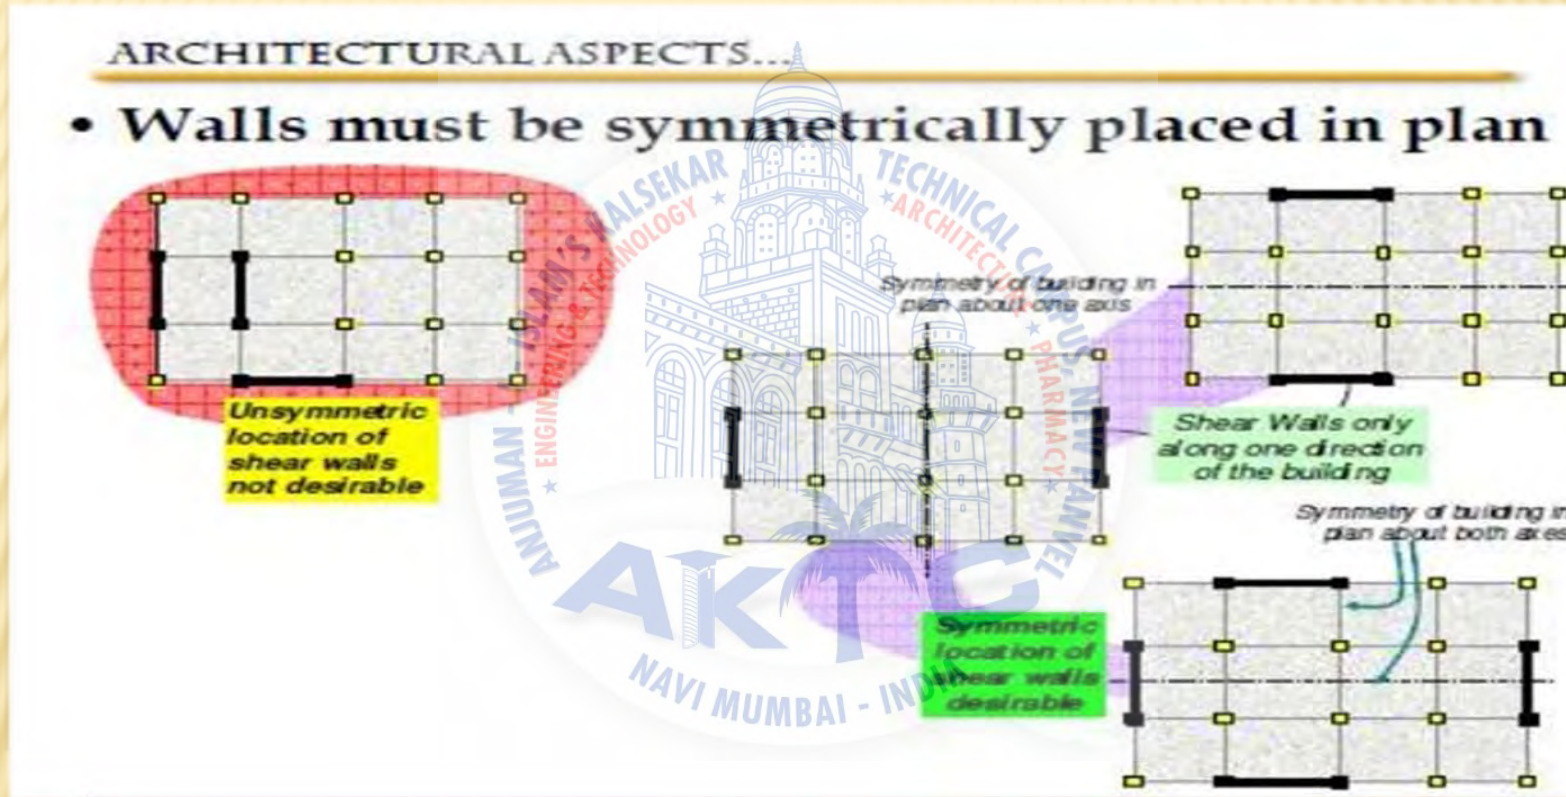 ARCHITECTURAL ASPECTS...
• Walls must be symmetrically placed in plan
Unsymmetric
location of
shear walls
not desirable
Symmetry of building in
plan about one axis
Shear Walls only
along one direction
of the building
Symmetry of building in
plan about both axes
Symmetric
location of
shear walls
desirable
ANJUMAN - I - ISLAM'S KALSEKAR TECHNICAL CAMPUS, NEW PANVEL
★ ENGINEERING & TECHNOLOGY ★ ★ ARCHITECTURE ★ PHARMACY ★
AKTC
NAVI MUMBAI - INDIA